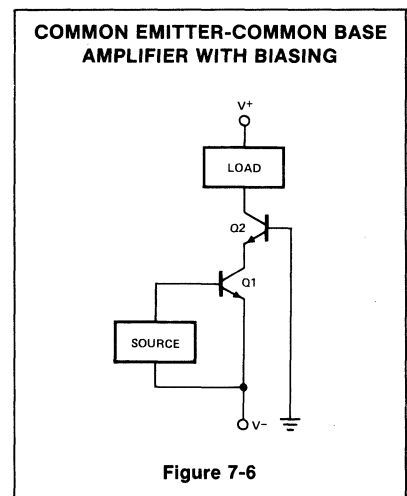 COMMON EMITTER-COMMON BASE
AMPLIFIER WITH BIASING
V+
LOAD
Q2
Q1
SOURCE
V-
Figure 7-6